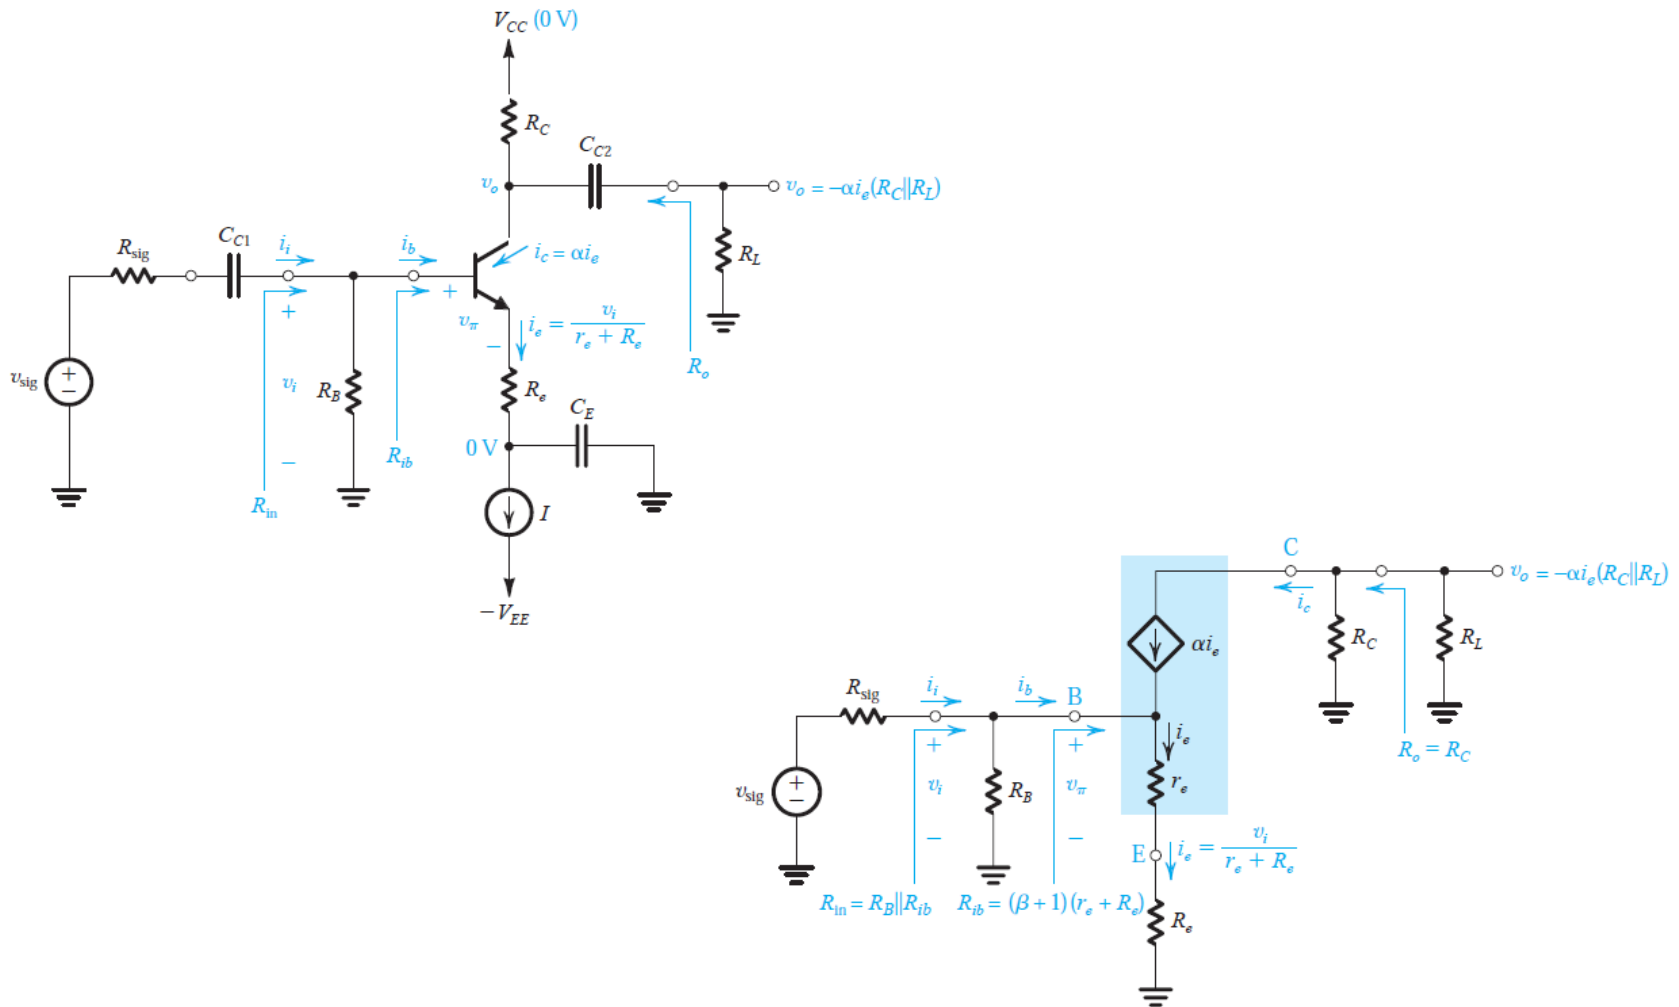 V_CC (0 V)
R_C
C_C2
v_o
v_o = −αi_e(R_C||R_L)
R_sig
C_C1
i_i
i_b
i_c = αi_e
R_L
+
+
v_π
−
i_e = v_i / (r_e + R_e)
R_o
v_sig
+
−
v_i
R_B
R_e
C_E
−
R_ib
0 V
R_in
I
−V_EE
C
v_o = −αi_e(R_C||R_L)
i_c
αi_e
R_C
R_L
R_sig
i_i
i_b
B
+
+
i_e
R_o = R_C
v_sig
+
−
v_i
R_B
v_π
r_e
−
−
E
i_e = v_i / (r_e + R_e)
R_in = R_B||R_ib
R_ib = (β + 1)(r_e + R_e)
R_e